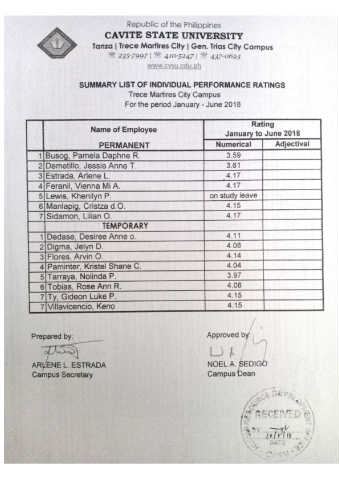 Republic of the Philippines
CAVITE STATE UNIVERSITY
Tanza | Trece Martires City | Gen. Trias City Campus
☏ 235-7997 | ☏ 410-5247 | ☏ 437-0693
www.cvsu.edu.ph
SUMMARY LIST OF INDIVIDUAL PERFORMANCE RATINGS
Trece Martires City Campus
For the period January - June 2018
Name of Employee Rating
January to June 2018
PERMANENT Numerical Adjectival
1 Busog, Pamela Daphne R. 3.59
2 Demetillo, Jessis Anne T. 3.81
3 Estrada, Arlene L. 4.17
4 Feranil, Vienna Mi A. 4.17
5 Lewis, Kherilyn P. on study leave
6 Manlapig, Cristza d.O. 4.15
7 Sidamon, Lilian O. 4.17
TEMPORARY
1 Dedase, Desiree Anne o. 4.11
2 Digma, Jelyn D. 4.08
3 Flores, Arvin O. 4.14
4 Paminter, Kristel Shane C. 4.04
5 Tarraya, Nolinda P. 3.97
6 Tobias, Rose Ann R. 4.08
7 Ty, Gideon Luke P. 4.15
7 Villavicencio, Keno 4.15
Prepared by: Approved by:
ARLENE L. ESTRADA NOEL A. SEDIGO
Campus Secretary Campus Dean
RECEIVED
BY
DATE